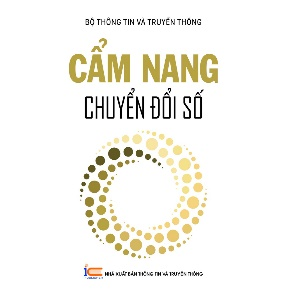 BỘ THÔNG TIN VÀ TRUYỀN THÔNG
CẨM NANG
CHUYỂN ĐỔI SỐ
NHÀ XUẤT BẢN THÔNG TIN VÀ TRUYỀN THÔNG